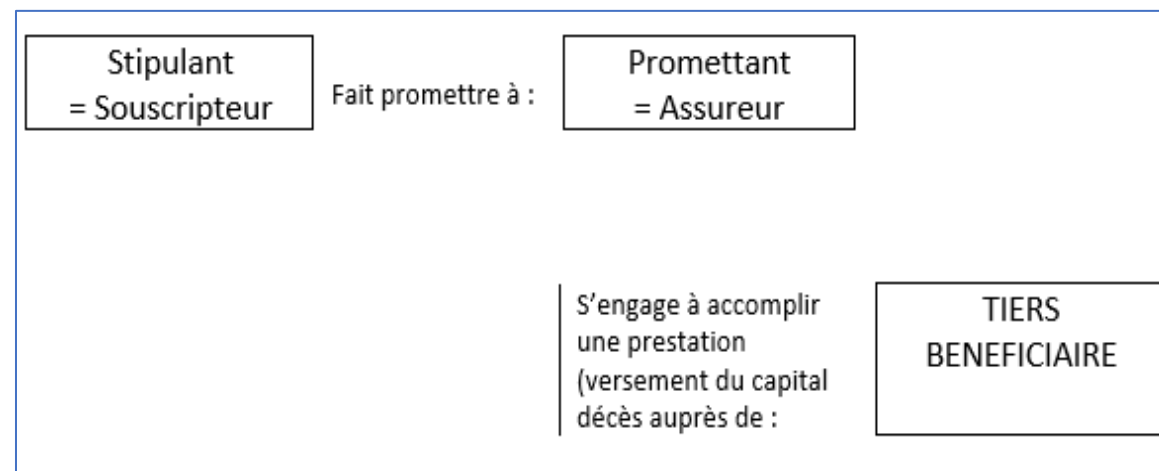 Stipulant
= Souscripteur
Fait promettre à :
Promettant
= Assureur
S’engage à accomplir
une prestation
(versement du capital
décès auprès de :
TIERS
BENEFICIAIRE